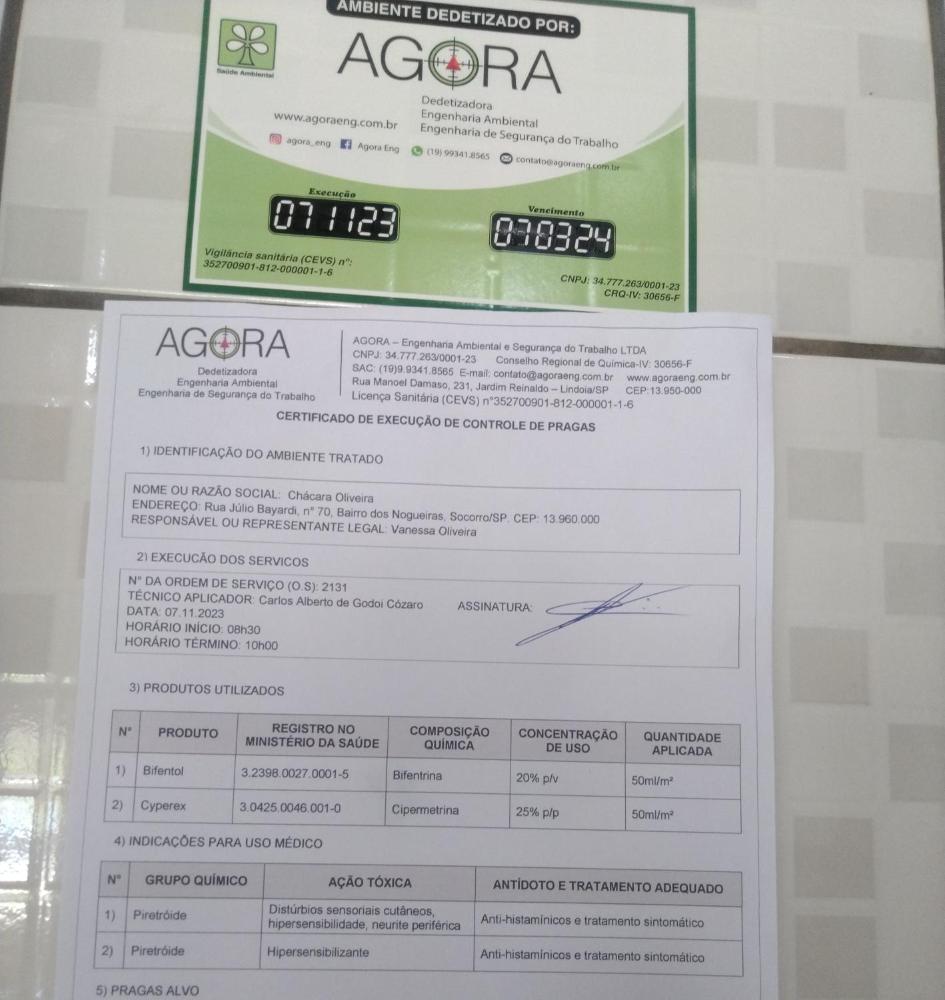 AMBIENTE DEDETIZADO POR:
Saúde Ambiental
AGORA
Dedetizadora
Engenharia Ambiental
Engenharia de Segurança do Trabalho
www.agoraeng.com.br
agora_eng Agora Eng (19) 99341.8565 contato@agoraeng.com.br
Execução
071123
Vencimento
070324
Vigilância sanitária (CEVS) nº:
352700901-812-000001-1-6
CNPJ: 34.777.263/0001-23
CRQ-IV: 30656-F
AGORA
Dedetizadora
Engenharia Ambiental
Engenharia de Segurança do Trabalho
AGORA – Engenharia Ambiental e Segurança do Trabalho LTDA
CNPJ: 34.777.263/0001-23 Conselho Regional de Química-IV: 30656-F
SAC: (19)9.9341.8565 E-mail: contato@agoraeng.com.br www.agoraeng.com.br
Rua Manoel Damaso, 231, Jardim Reinaldo – Lindoia/SP CEP:13.950-000
Licença Sanitária (CEVS) n°352700901-812-000001-1-6
CERTIFICADO DE EXECUÇÃO DE CONTROLE DE PRAGAS
1) IDENTIFICAÇÃO DO AMBIENTE TRATADO
NOME OU RAZÃO SOCIAL: Chácara Oliveira
ENDEREÇO: Rua Júlio Bayardi, n° 70, Bairro dos Nogueiras, Socorro/SP. CEP: 13.960.000
RESPONSÁVEL OU REPRESENTANTE LEGAL: Vanessa Oliveira
2) EXECUCÃO DOS SERVICOS
N° DA ORDEM DE SERVIÇO (O.S): 2131
TÉCNICO APLICADOR: Carlos Alberto de Godoi Cózaro ASSINATURA:
DATA: 07.11.2023
HORÁRIO INÍCIO: 08h30
HORÁRIO TÉRMINO: 10h00
3) PRODUTOS UTILIZADOS
N° PRODUTO REGISTRO NO MINISTÉRIO DA SAÚDE COMPOSIÇÃO QUÍMICA CONCENTRAÇÃO DE USO QUANTIDADE APLICADA
1) Bifentol 3.2398.0027.0001-5 Bifentrina 20% p/v 50ml/m²
2) Cyperex 3.0425.0046.001-0 Cipermetrina 25% p/p 50ml/m²
4) INDICAÇÕES PARA USO MÉDICO
N° GRUPO QUÍMICO AÇÃO TÓXICA ANTÍDOTO E TRATAMENTO ADEQUADO
1) Piretróide Distúrbios sensoriais cutâneos, hipersensibilidade, neurite periférica Anti-histamínicos e tratamento sintomático
2) Piretróide Hipersensibilizante Anti-histamínicos e tratamento sintomático
5) PRAGAS ALVO